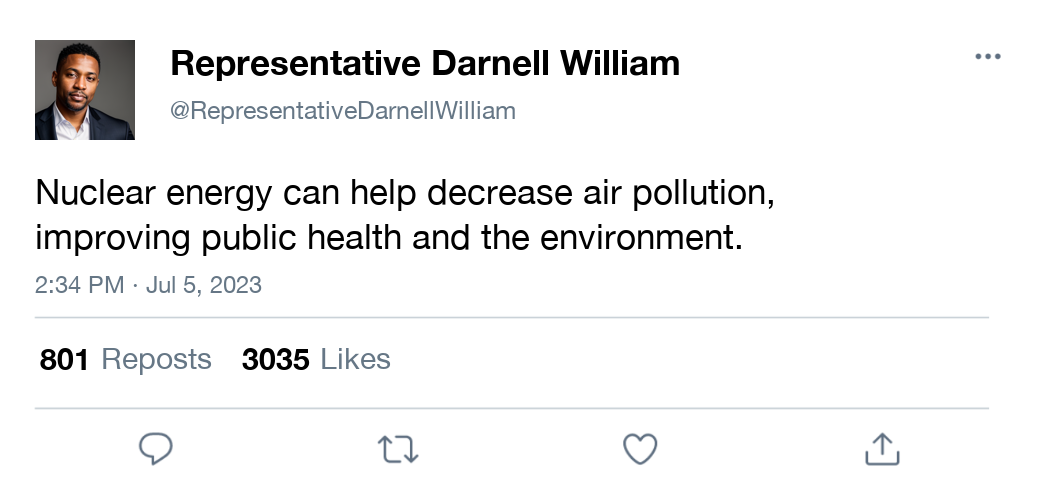 Representative Darnell William
@RepresentativeDarnellWilliam
Nuclear energy can help decrease air pollution,
improving public health and the environment.
2:34 PM · Jul 5, 2023
801 Reposts 3035 Likes